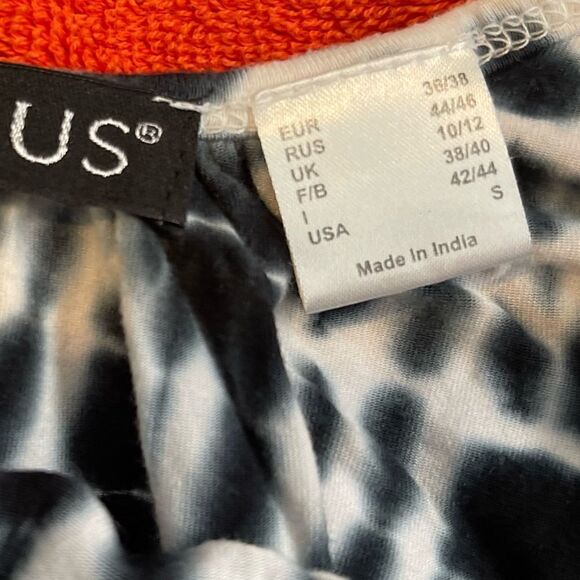 US®
EUR 36/38
RUS 44/46
UK 10/12
F/B 38/40
I 42/44
USA S
Made in India